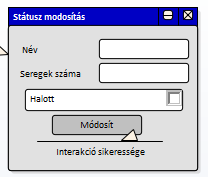 Státusz modosítás
Név
Seregek száma
Halott
Módosít
Interakció sikeressége